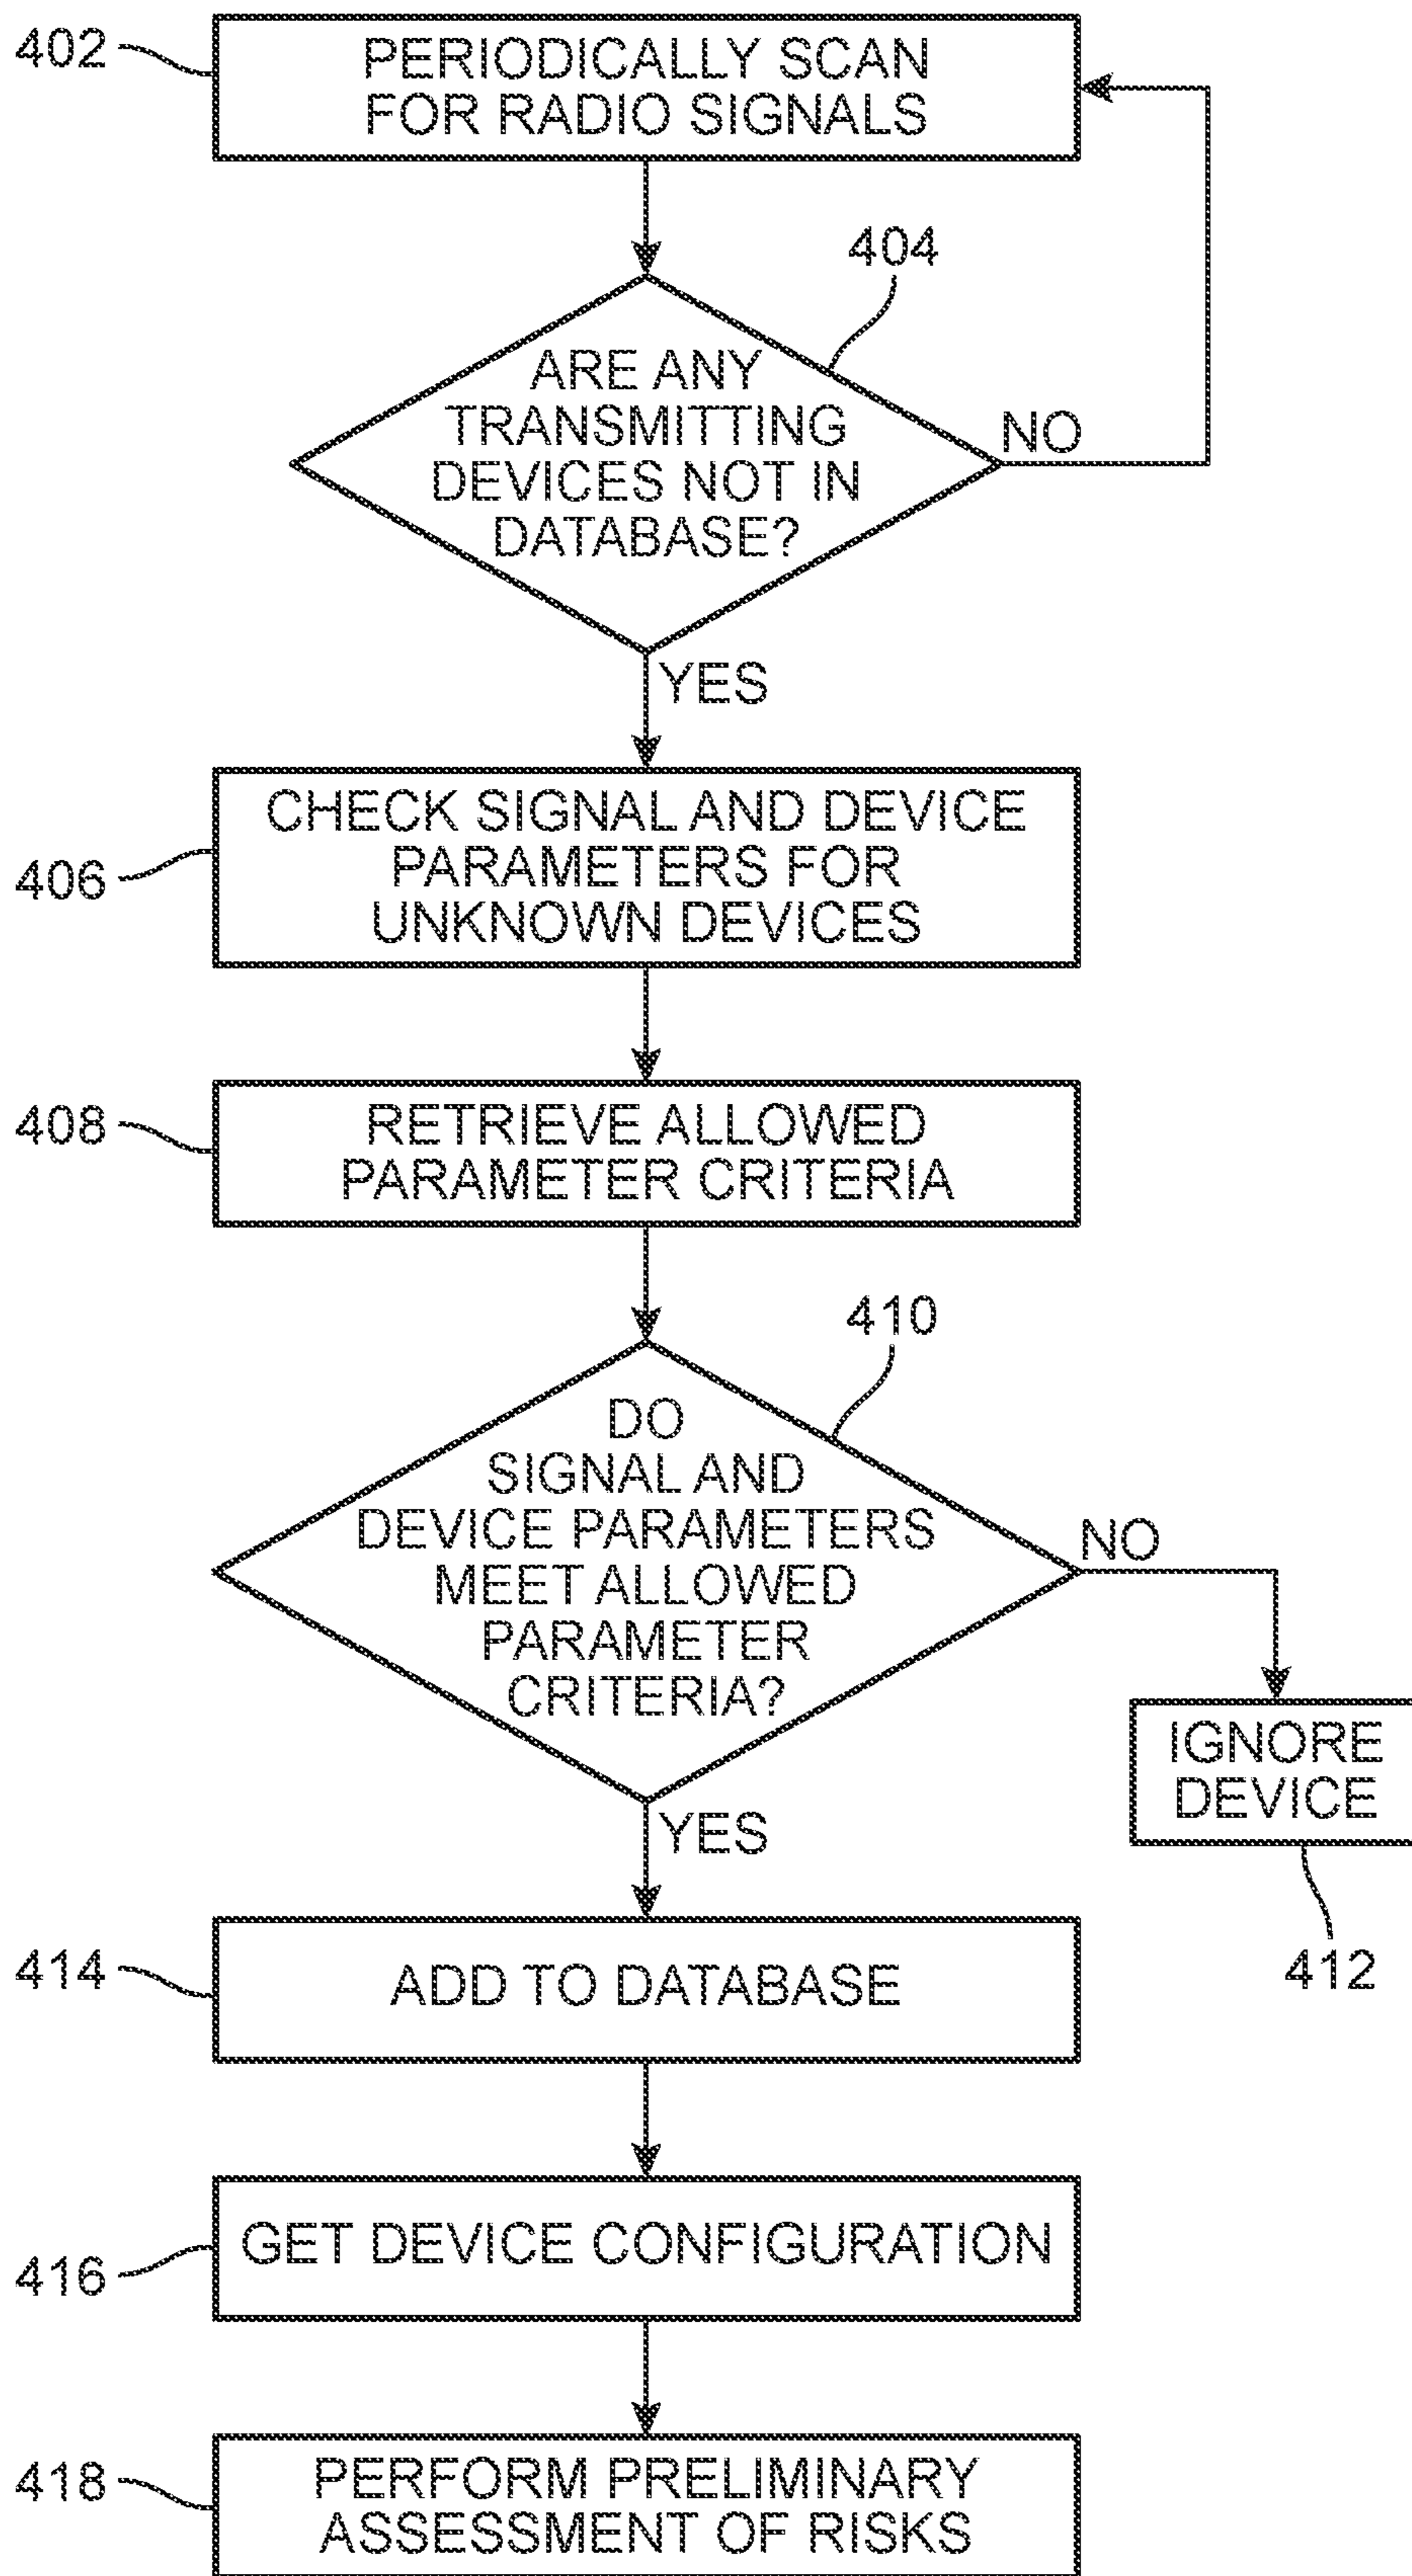 402
PERIODICALLY SCAN
FOR RADIO SIGNALS
404
ARE ANY
TRANSMITTING
DEVICES NOT IN
DATABASE?
NO
YES
406
CHECK SIGNAL AND DEVICE
PARAMETERS FOR
UNKNOWN DEVICES
408
RETRIEVE ALLOWED
PARAMETER CRITERIA
410
DO
SIGNAL AND
DEVICE PARAMETERS
MEET ALLOWED
PARAMETER
CRITERIA?
NO
IGNORE
DEVICE
412
YES
414
ADD TO DATABASE
416
GET DEVICE CONFIGURATION
418
PERFORM PRELIMINARY
ASSESSMENT OF RISKS